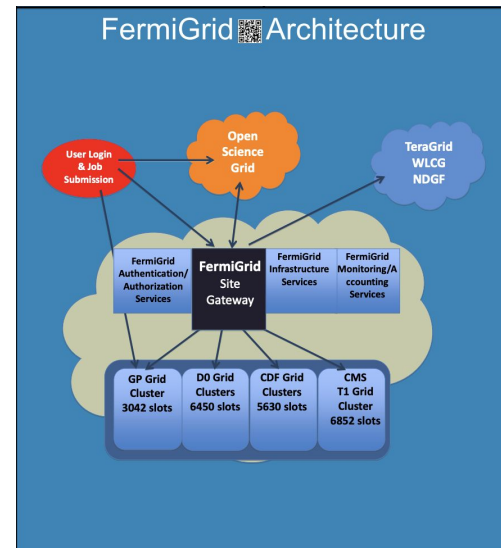 FermiGrid Architecture
User Login
& Job
Submission
Open
Science
Grid
TeraGrid
WLCG
NDGF
FermiGrid
Authentication/
Authorization
Services
FermiGrid
Site
Gateway
FermiGrid
Infrastructure
Services
FermiGrid
Monitoring/A
ccounting
Services
GP Grid
Cluster
3042 slots
D0 Grid
Clusters
6450 slots
CDF Grid
Clusters
5630 slots
CMS
T1 Grid
Cluster
6852 slots